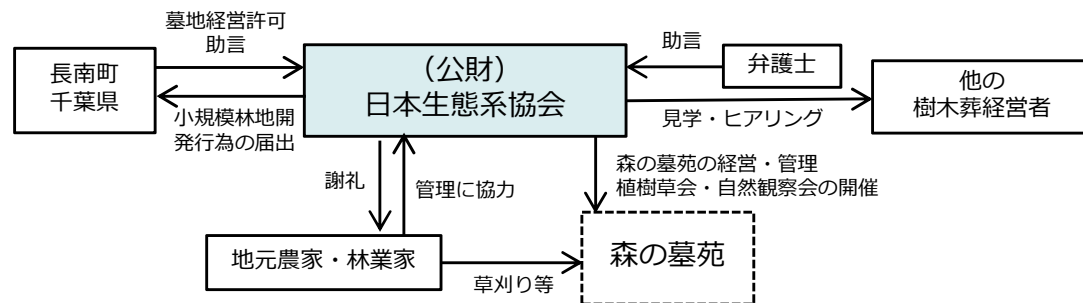 墓地経営許可
助言
長南町
千葉県
小規模林地開
発行為の届出
（公財）
日本生態系協会
助言
弁護士
見学・ヒアリング
他の
樹木葬経営者
謝礼
管理に協力
森の墓苑の経営・管理
植樹草会・自然観察会の開催
地元農家・林業家
草刈り等
森の墓苑